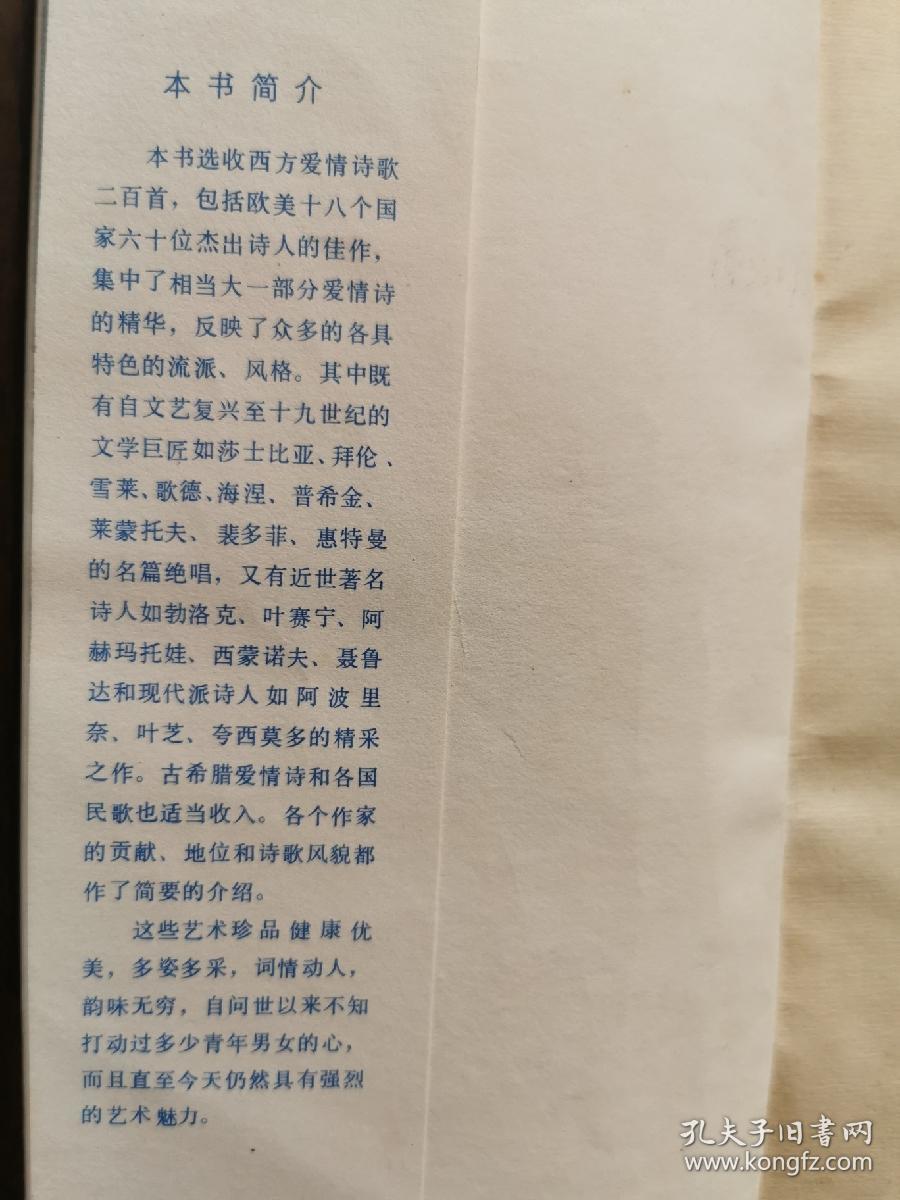 本书简介
本书选收西方爱情诗歌
二百首，包括欧美十八个国
家六十位杰出诗人的佳作，
集中了相当大一部分爱情诗
的精华，反映了众多的各具
特色的流派、风格。其中既
有自文艺复兴至十九世纪的
文学巨匠如莎士比亚、拜伦、
雪莱、歌德、海涅、普希金、
莱蒙托夫、裴多菲、惠特曼
的名篇绝唱，又有近世著名
诗人如勃洛克、叶赛宁、阿
赫玛托娃、西蒙诺夫、聂鲁
达和现代派诗人如阿波里
奈、叶芝、夸西莫多的精采
之作。古希腊爱情诗和各国
民歌也适当收入。各个作家
的贡献、地位和诗歌风貌都
作了简要的介绍。
这些艺术珍品健康优
美，多姿多采，词情动人，
韵味无穷，自问世以来不知
打动过多少青年男女的心，
而且直至今天仍然具有强烈
的艺术魅力。
孔夫子旧書网
www.kongfz.com